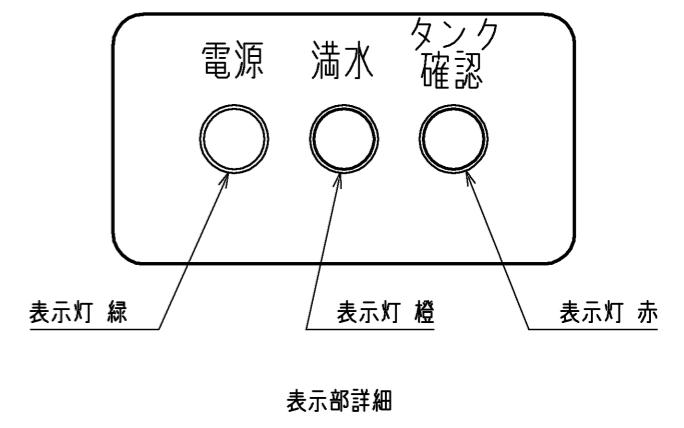 電源
満水
タンク
確認
表示灯 緑
表示灯 橙
表示灯 赤
表示部詳細